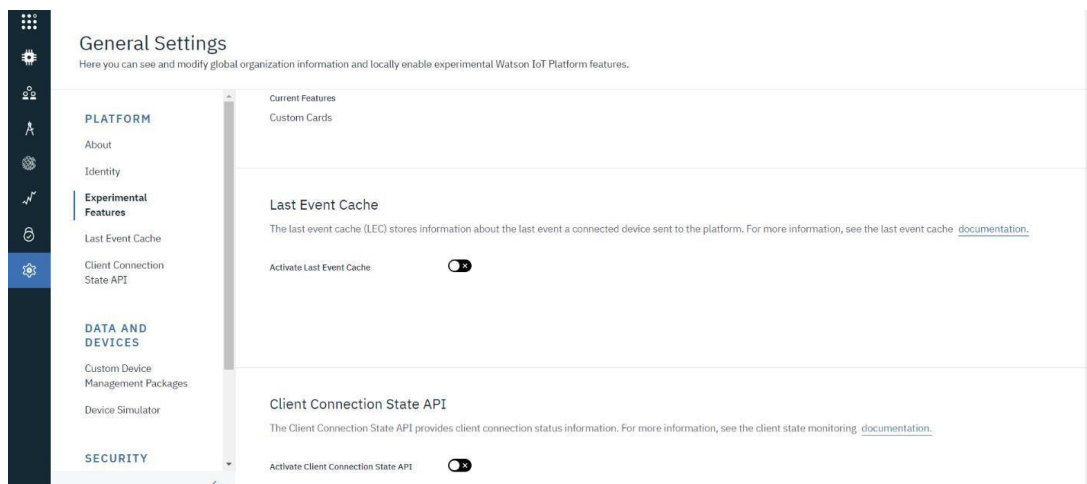 General Settings
Here you can see and modify global organization information and locally enable experimental Watson IoT Platform features.
PLATFORM
About
Identity
Experimental
Features
Last Event Cache
Client Connection
State API
DATA AND
DEVICES
Custom Device
Management Packages
Device Simulator
SECURITY
Current Features
Custom Cards
Last Event Cache
The last event cache (LEC) stores information about the last event a connected device sent to the platform. For more information, see the last event cache documentation.
Activate Last Event Cache
Client Connection State API
The Client Connection State API provides client connection status information. For more information, see the client state monitoring documentation.
Activate Client Connection State API